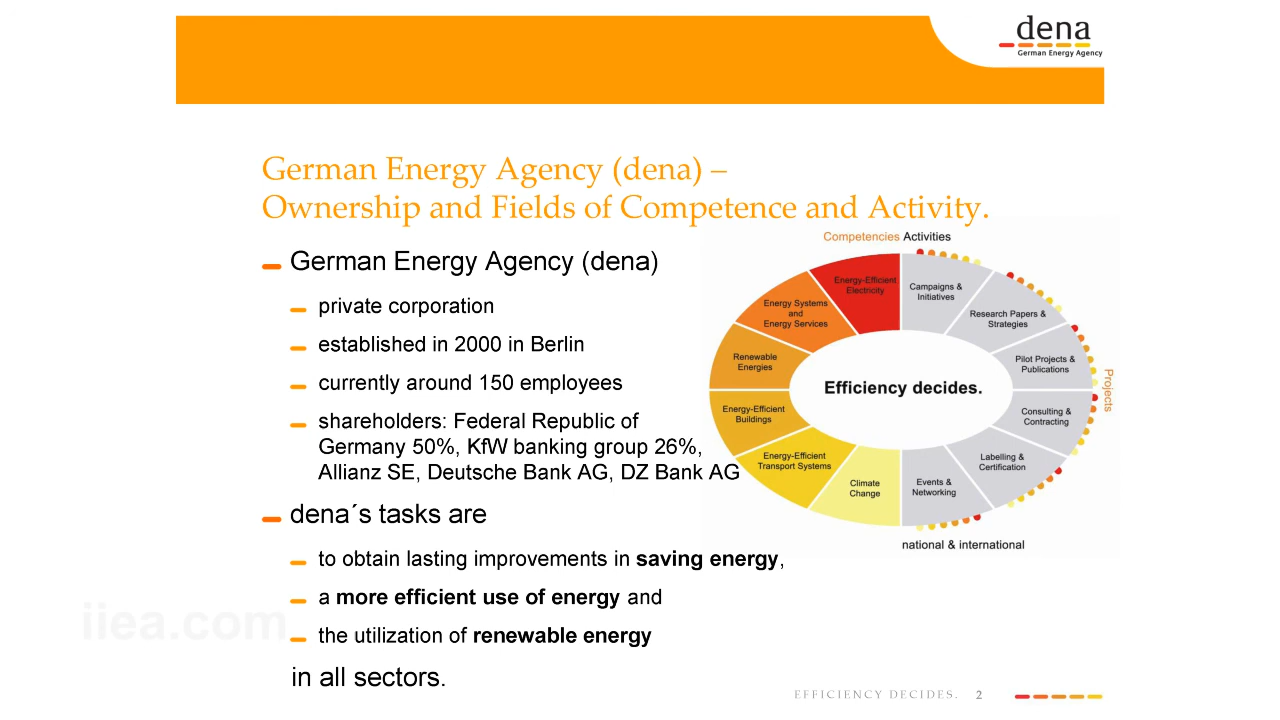 dena
German Energy Agency
German Energy Agency (dena) –
Ownership and Fields of Competence and Activity.
German Energy Agency (dena)
private corporation
established in 2000 in Berlin
currently around 150 employees
shareholders: Federal Republic of
Germany 50%, KfW banking group 26%,
Allianz SE, Deutsche Bank AG, DZ Bank AG
dena´s tasks are
to obtain lasting improvements in saving energy,
a more efficient use of energy and
the utilization of renewable energy
in all sectors.
Competencies Activities
Energy-Efficient
Electricity
Campaigns &
Initiatives
Energy Systems
and
Energy Services
Research Papers &
Strategies
Renewable
Energies
Pilot Projects &
Publications
Projects
Efficiency decides.
Energy-Efficient
Buildings
Consulting &
Contracting
Energy-Efficient
Transport Systems
Labelling &
Certification
Climate
Change
Events &
Networking
national & international
iiea.com
EFFICIENCY DECIDES. 2